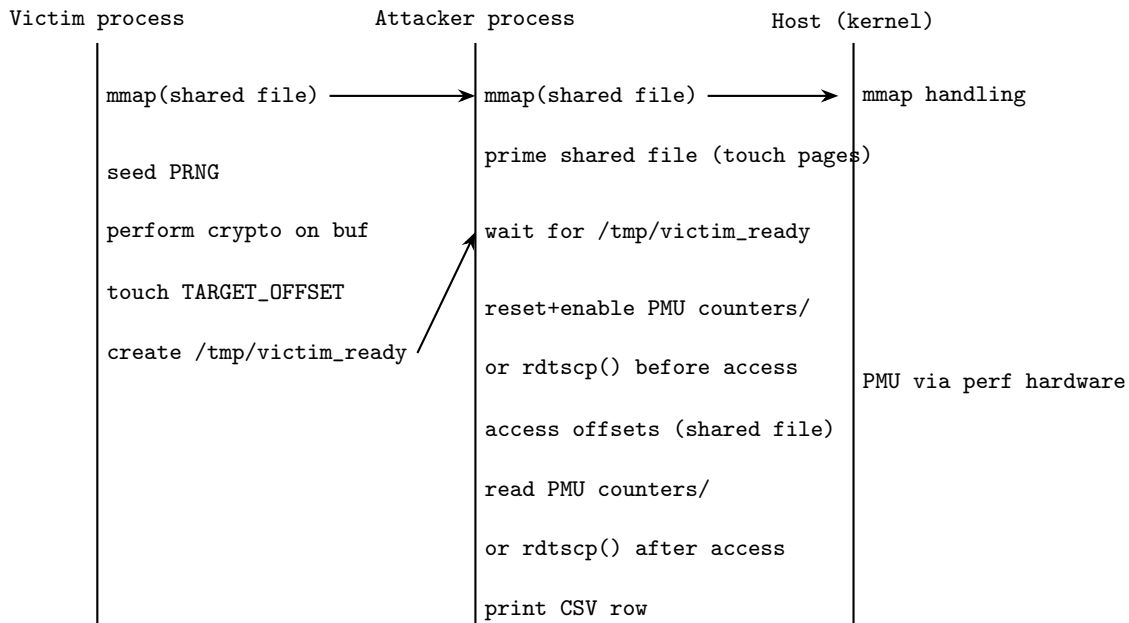 Victim process
Attacker process
Host (kernel)
mmap(shared file)
mmap(shared file)
mmap handling
prime shared file (touch pages)
seed PRNG
perform crypto on buf
wait for /tmp/victim_ready
touch TARGET_OFFSET
reset+enable PMU counters/
create /tmp/victim_ready
or rdtscp() before access
PMU via perf hardware
access offsets (shared file)
read PMU counters/
or rdtscp() after access
print CSV row